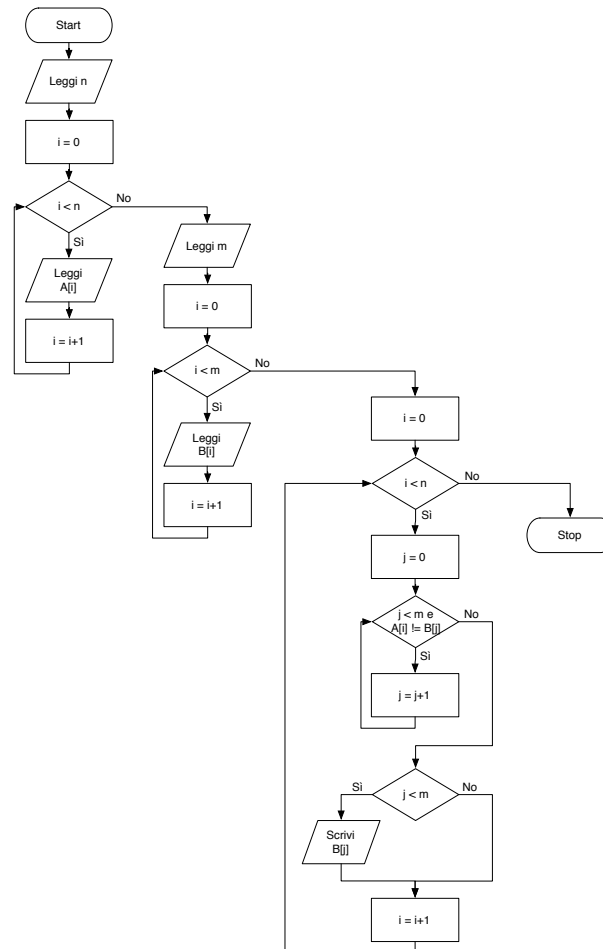 Start
Leggi n
i = 0
i < n
No
Sì
Leggi
A[i]
i = i+1
Leggi m
i = 0
i < m
No
Sì
Leggi
B[i]
i = i+1
i = 0
i < n
No
Sì
Stop
j = 0
j < m e
A[i] != B[j]
No
Sì
j = j+1
j < m
Sì
No
Scrivi
B[j]
i = i+1